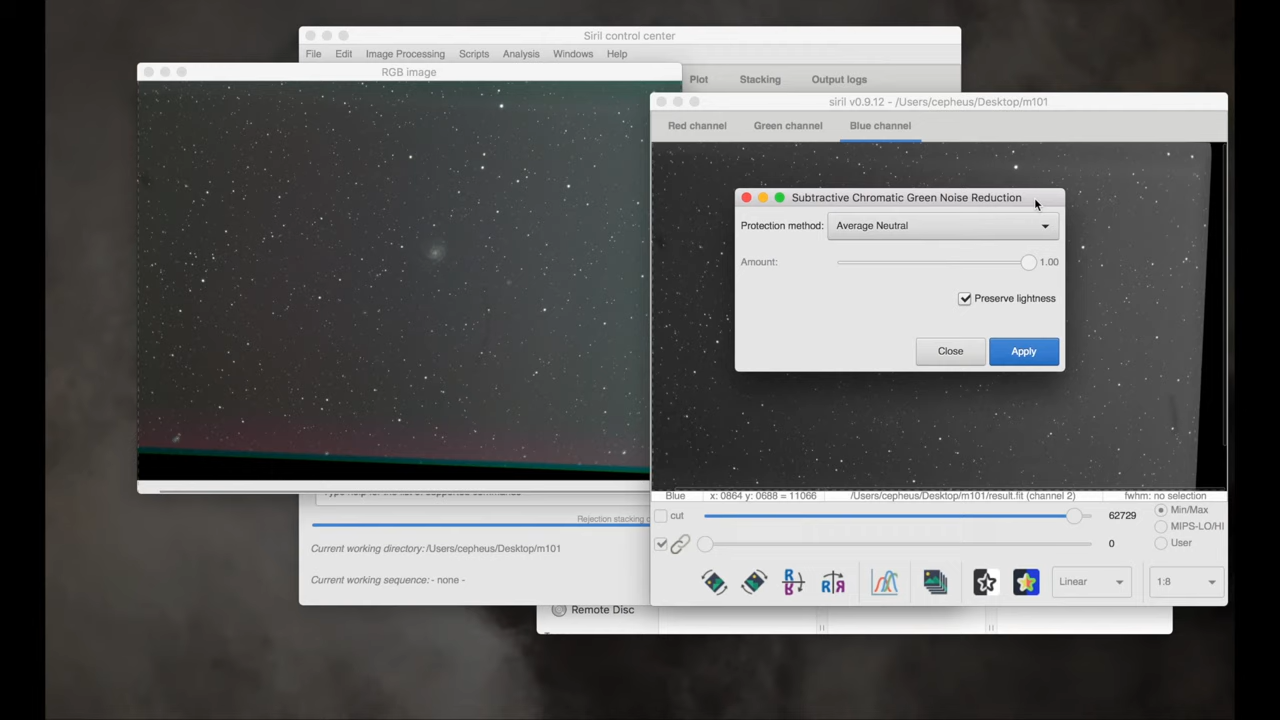 Siril control center
File Edit Image Processing Scripts Analysis Windows Help
RGB image
Plot Stacking Output logs
siril v0.9.12 - /Users/cepheus/Desktop/m101
Red channel Green channel Blue channel
Subtractive Chromatic Green Noise Reduction
Protection method: Average Neutral
Amount: 1.00
Preserve lightness
Close Apply
Blue x: 0864 y: 0688 = 11066 /Users/cepheus/Desktop/m101/result.fit (channel 2) fwhm: no selection
cut 62729 Min/Max
MIPS-LO/HI
0 User
Rejection stacking
Current working directory: /Users/cepheus/Desktop/m101
Current working sequence: - none -
Linear 1:8
Remote Disc